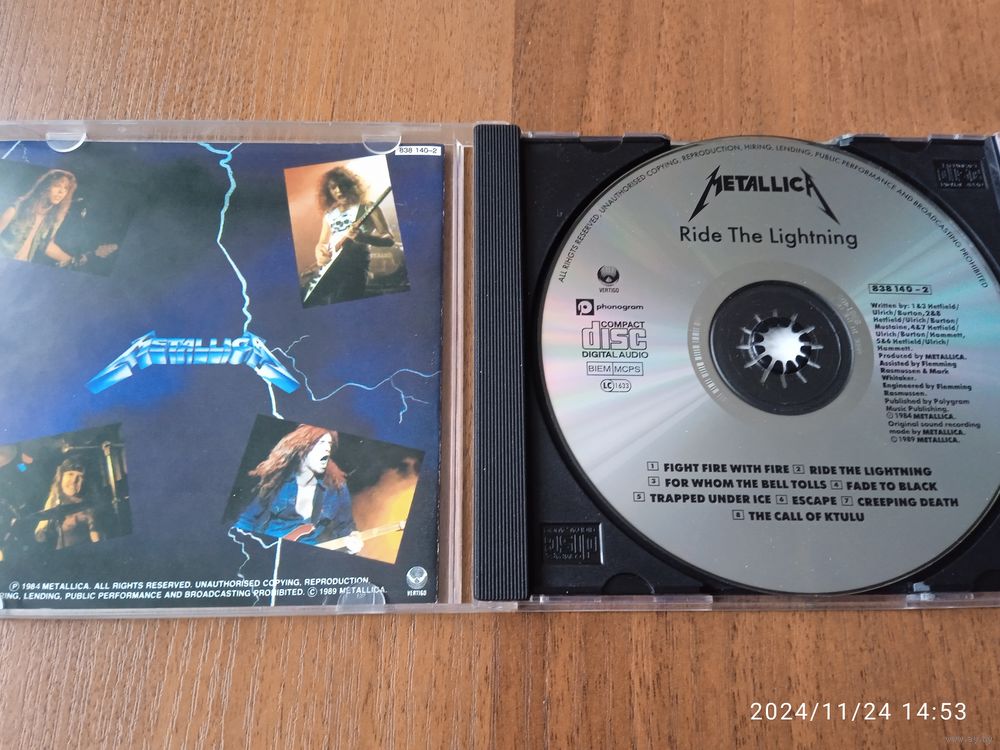 838 140-2
METALLICA
Ⓟ 1984 METALLICA. ALL RIGHTS RESERVED. UNAUTHORISED COPYING, REPRODUCTION,
LENDING, PUBLIC PERFORMANCE AND BROADCASTING PROHIBITED. © 1989 METALLICA.
VERTIGO
ALL RIHGTS RESERVED. UNAUTHORISED COPYING, REPRODUCTION, HIRING, LENDING, PUBLIC PERFORMANCE AND BROADCASTING PROHIBITED
METALLICA
Ride The Lightning
VERTIGO
phonogram
COMPACT
disc
DIGITAL AUDIO
BIEM MCPS
LC 1633
838 140-2
Written by: 1&3 Hetfield/
Ulrich/Burton, 2&8
Hetfield/Ulrich/Burton/
Mustaine, 4&7 Hetfield/
Ulrich/Burton/Hammett,
5&6 Hetfield/Ulrich/
Hammett.
Produced by METALLICA.
Assisted by Flemming
Rasmussen & Mark
Whitaker.
Engineered by Flemming
Rasmussen.
Published by Polygram
Music Publishing.
Ⓟ 1984 METALLICA.
Original sound recording
made by METALLICA.
© 1989 METALLICA.
1 FIGHT FIRE WITH FIRE 2 RIDE THE LIGHTNING
3 FOR WHOM THE BELL TOLLS 4 FADE TO BLACK
5 TRAPPED UNDER ICE 6 ESCAPE 7 CREEPING DEATH
8 THE CALL OF KTULU
2024/11/24 14:53